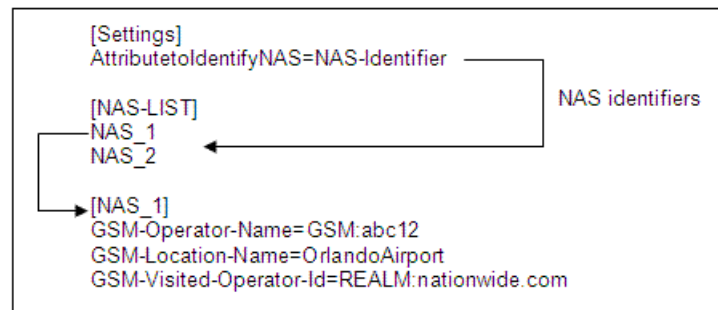 [Settings]
AttributetoIdentifyNAS=NAS-Identifier
NAS identifiers
[NAS-LIST]
NAS_1
NAS_2
[NAS_1]
GSM-Operator-Name=GSM:abc12
GSM-Location-Name=OrlandoAirport
GSM-Visited-Operator-Id=REALM:nationwide.com